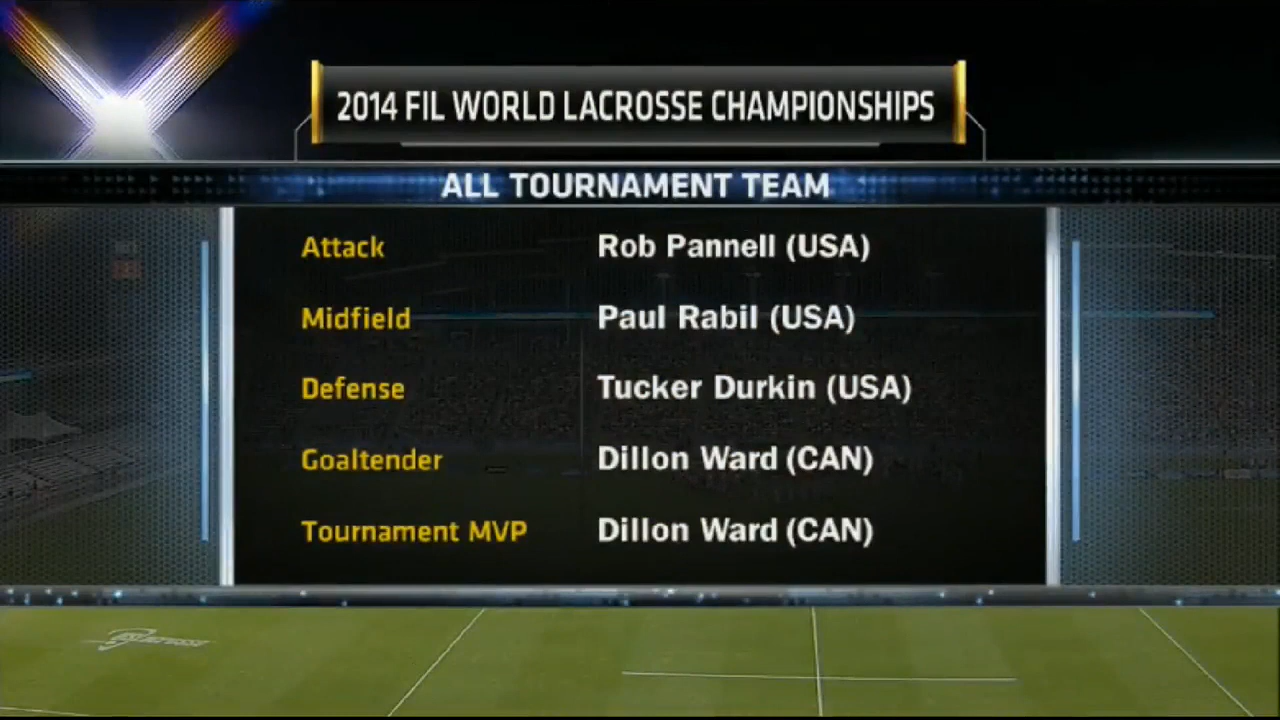 2014 FIL WORLD LACROSSE CHAMPIONSHIPS
ALL TOURNAMENT TEAM
Attack Rob Pannell (USA)
Midfield Paul Rabil (USA)
Defense Tucker Durkin (USA)
Goaltender Dillon Ward (CAN)
Tournament MVP Dillon Ward (CAN)